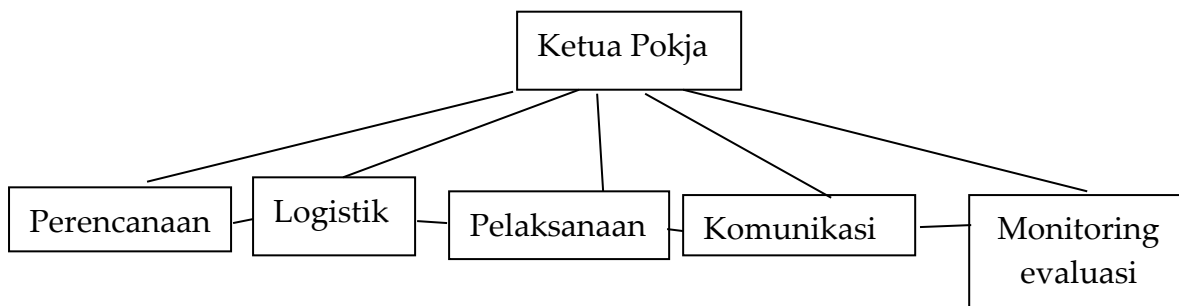 Ketua Pokja
Perencanaan
Logistik
Pelaksanaan
Komunikasi
Monitoring
evaluasi